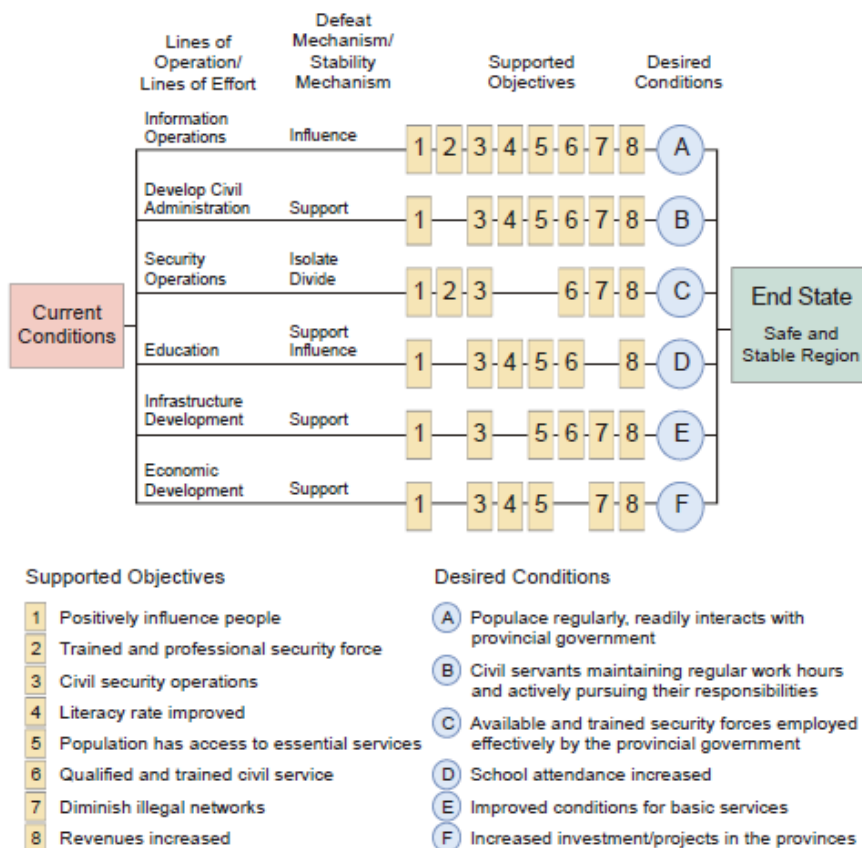 Lines of
Operation/
Lines of Effort
Defeat
Mechanism/
Stability
Mechanism
Supported
Objectives
Desired
Conditions
Information
Operations
Influence
1 2 3 4 5 6 7 8 A
Develop Civil
Administration
Support
1 3 4 5 6 7 8 B
Security
Operations
Isolate
Divide
1 2 3 6 7 8 C
Current
Conditions
End State
Safe and
Stable Region
Education
Support
Influence
1 3 4 5 6 8 D
Infrastructure
Development
Support
1 3 5 6 7 8 E
Economic
Development
Support
1 3 4 5 7 8 F
Supported Objectives
1 Positively influence people
2 Trained and professional security force
3 Civil security operations
4 Literacy rate improved
5 Population has access to essential services
6 Qualified and trained civil service
7 Diminish illegal networks
8 Revenues increased
Desired Conditions
A Populace regularly, readily interacts with
provincial government
B Civil servants maintaining regular work hours
and actively pursuing their responsibilities
C Available and trained security forces employed
effectively by the provincial government
D School attendance increased
E Improved conditions for basic services
F Increased investment/projects in the provinces